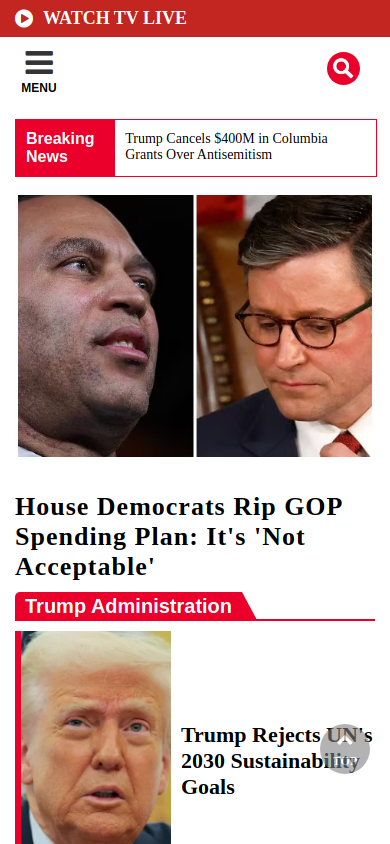 WATCH TV LIVE
MENU
Breaking
News
Trump Cancels $400M in Columbia
Grants Over Antisemitism
House Democrats Rip GOP
Spending Plan: It's 'Not
Acceptable'
Trump Administration
Trump Rejects UN's
2030 Sustainability
Goals